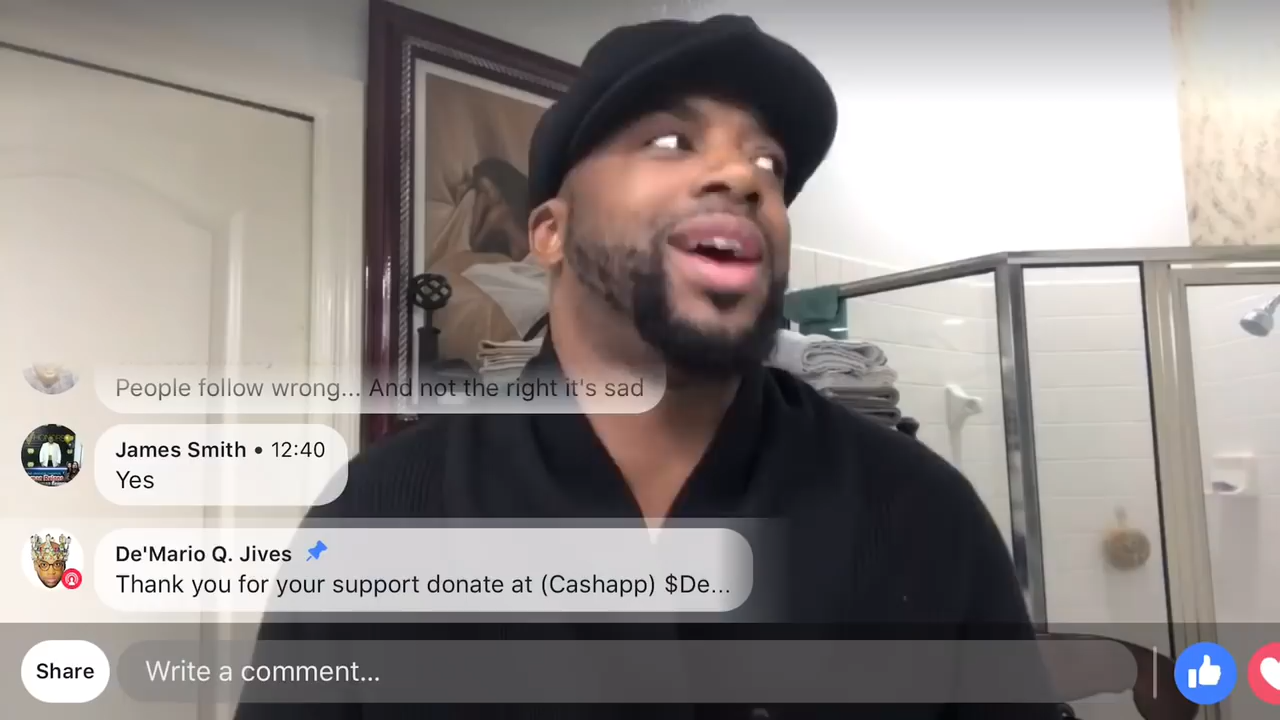 People follow wrong... And not the right it's sad
James Smith • 12:40
Yes
De'Mario Q. Jives
Thank you for your support donate at (Cashapp) $De...
Share
Write a comment...